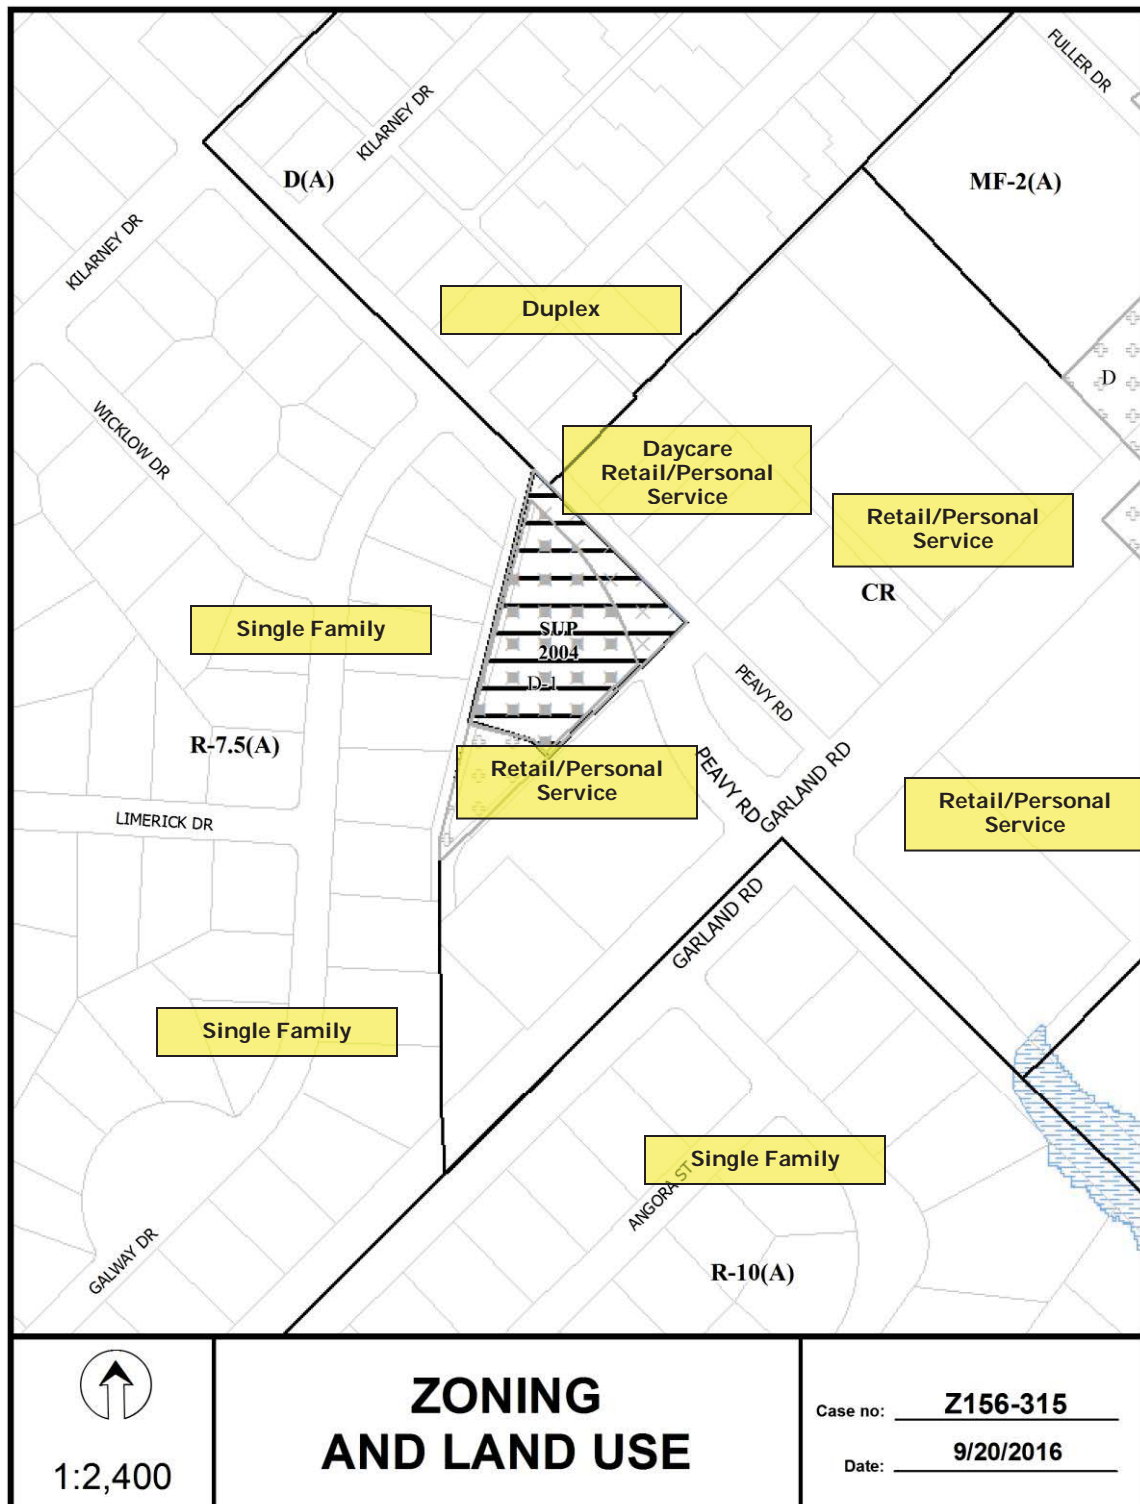 FULLER DR
KILARNEY DR
D(A)
MF-2(A)
KILARNEY DR
Duplex
D
WICKLOW DR
Daycare
Retail/Personal
Service
Retail/Personal
Service
CR
Single Family
SUP
2004
D-1
PEAVY RD
R-7.5(A)
Retail/Personal
Service
PEAVY RD
GARLAND RD
Retail/Personal
Service
LIMERICK DR
GARLAND RD
Single Family
Single Family
ANGORA ST
GALWAY DR
R-10(A)
1:2,400
ZONING
AND LAND USE
Case no: Z156-315
Date: 9/20/2016